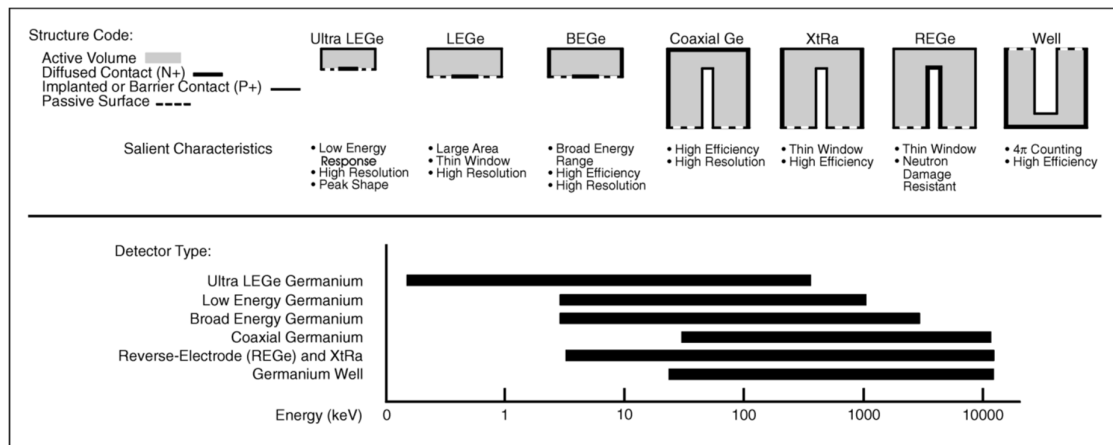 Structure Code:
Active Volume
Diffused Contact (N+)
Implanted or Barrier Contact (P+)
Passive Surface
Ultra LEGe
LEGe
BEGe
Coaxial Ge
XtRa
REGe
Well
Salient Characteristics
• Low Energy
Response
• High Resolution
• Peak Shape
• Large Area
• Thin Window
• High Resolution
• Broad Energy
Range
• High Efficiency
• High Resolution
• High Efficiency
• High Resolution
• Thin Window
• High Efficiency
• Thin Window
• Neutron
Damage
Resistant
• 4π Counting
• High Efficiency
Detector Type:
Ultra LEGe Germanium
Low Energy Germanium
Broad Energy Germanium
Coaxial Germanium
Reverse-Electrode (REGe) and XtRa
Germanium Well
Energy (keV) 0 1 10 100 1000 10000